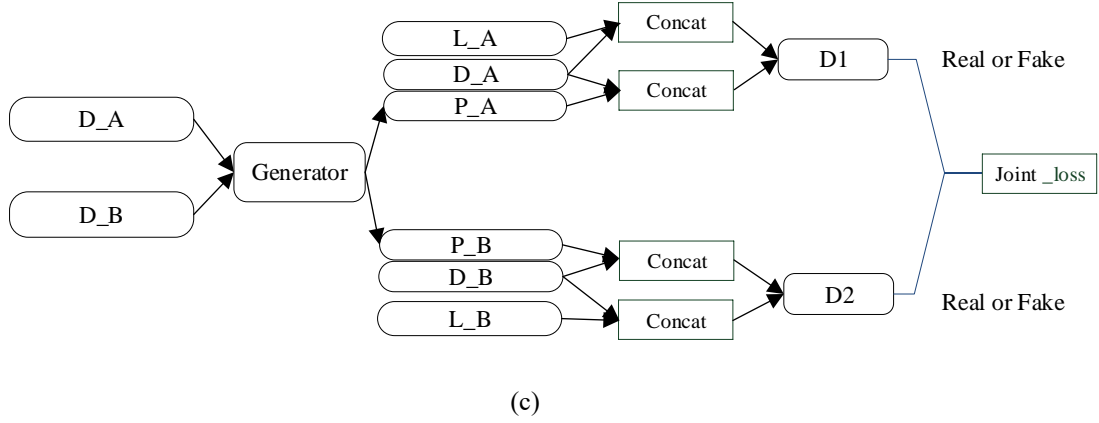 L_A
Concat
D_A
D1
Real or Fake
Concat
P_A
D_A
Generator
Joint _loss
D_B
P_B
Concat
D_B
D2
Real or Fake
L_B
Concat
(c)